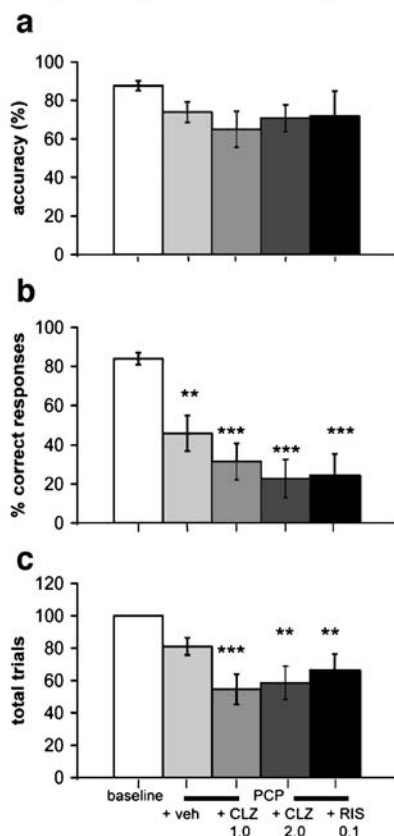 a
100
80
60
40
20
0
accuracy (%)
b
100
80
60
40
20
0
% correct responses
**
***
***
***
c
120
100
80
60
40
20
0
total trials
***
**
**
baseline PCP
+ veh + CLZ + CLZ + RIS
1.0 2.0 0.1